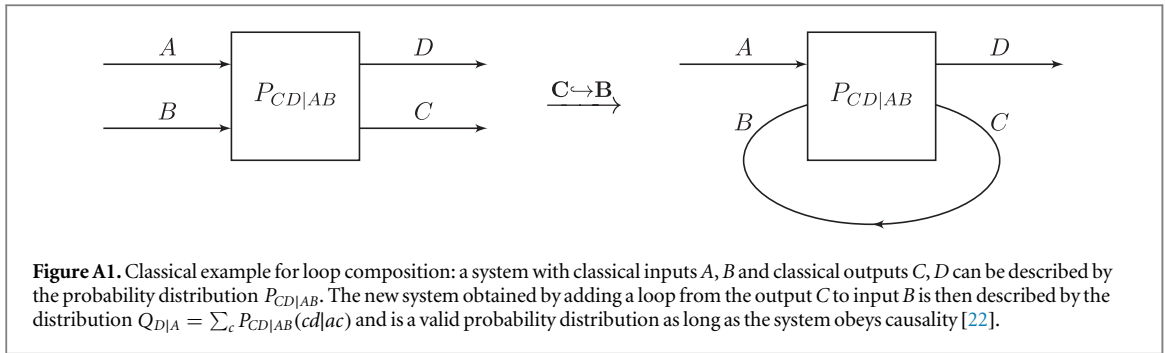 A
D
P_{CD|AB}
B
C
C↪B
A
D
P_{CD|AB}
B
C
Figure A1. Classical example for loop composition: a system with classical inputs A, B and classical outputs C, D can be described by
the probability distribution P_{CD|AB}. The new system obtained by adding a loop from the output C to input B is then described by the
distribution Q_{D|A} = ∑_c P_{CD|AB}(cd|ac) and is a valid probability distribution as long as the system obeys causality [22].